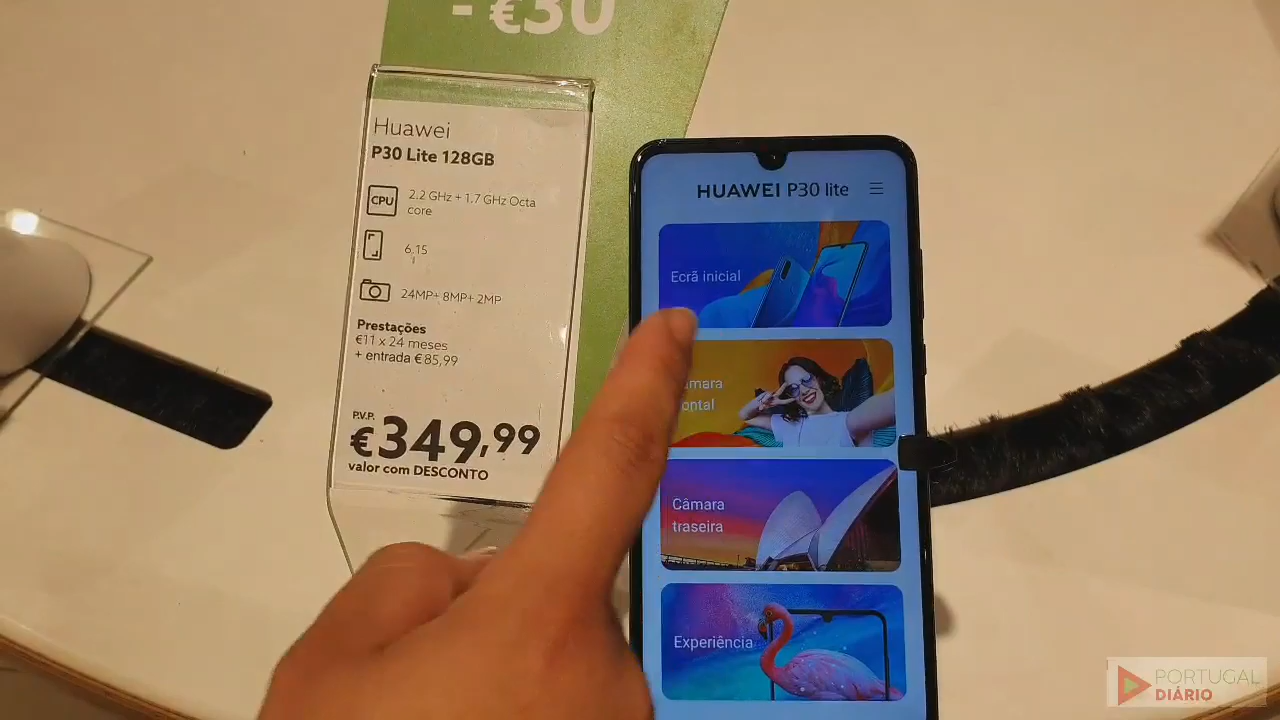 - €30
Huawei
P30 Lite 128GB
CPU
2.2 GHz + 1.7 GHz Octa
core
6,15
24MP+ 8MP+ 2MP
Prestações
€11 x 24 meses
+ entrada € 85,99
P.V.P.
€349,99
valor com DESCONTO
HUAWEI P30 lite
Ecrã inicial
mara
ontal
Câmara
traseira
Experiência
PORTUGAL
DIÁRIO